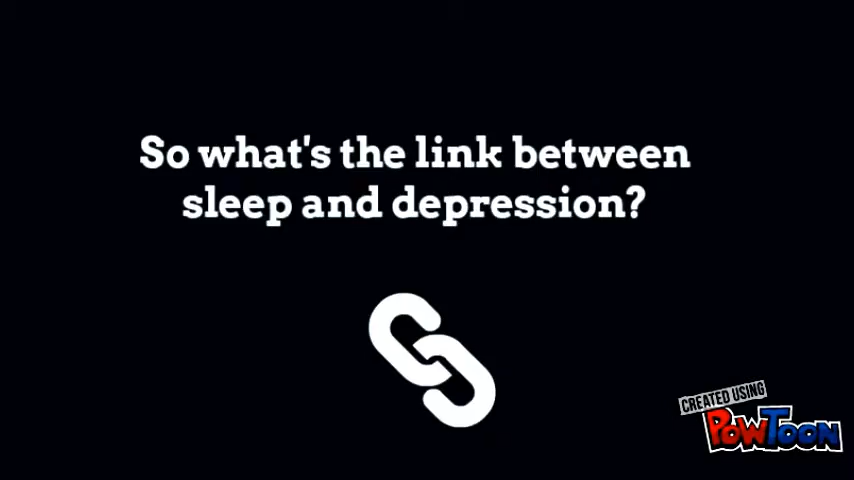 So what's the link between
sleep and depression?
CREATED USING
POWTOON